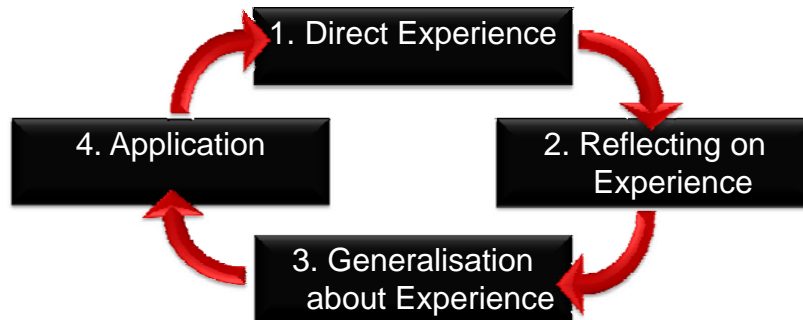 1. Direct Experience
2. Reflecting on
Experience
3. Generalisation
about Experience
4. Application